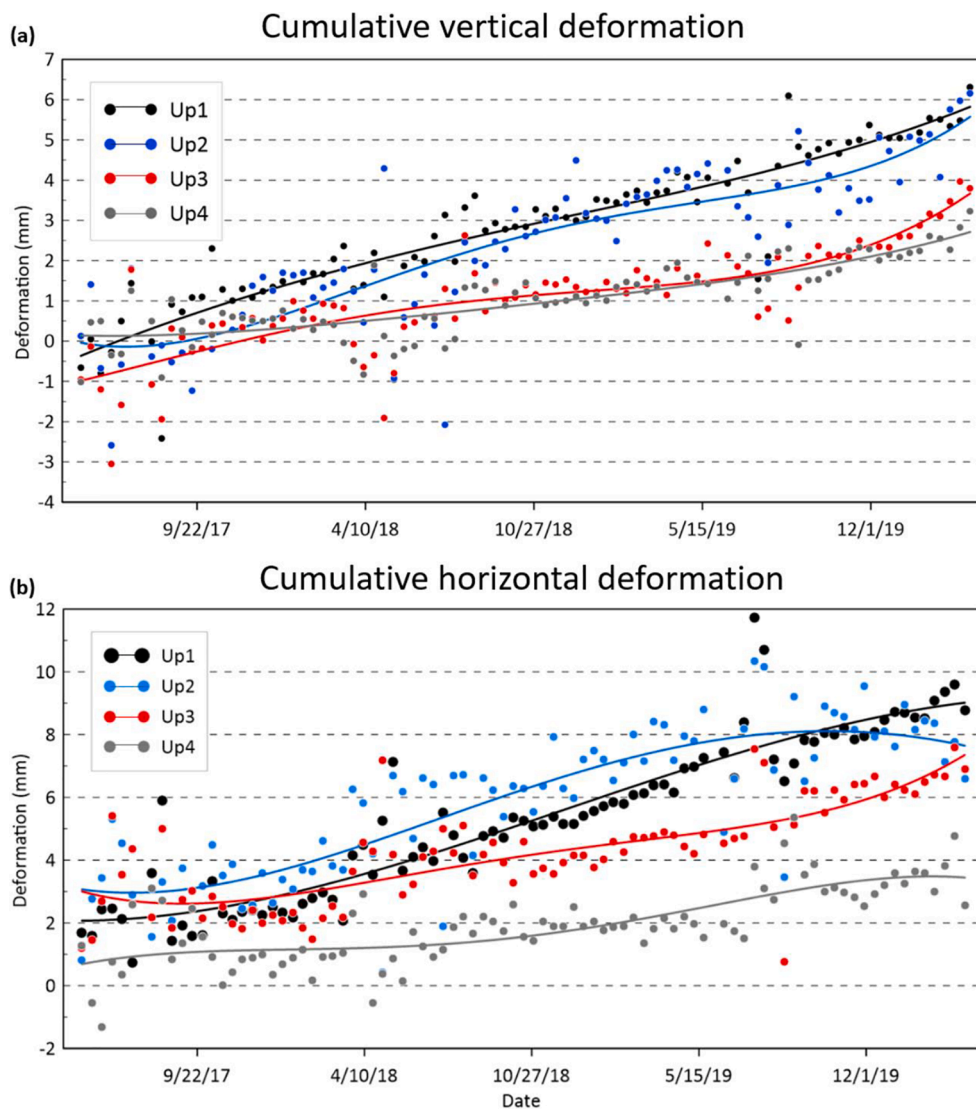 Cumulative vertical deformation
(a)
7
6
5
4
3
2
1
0
-1
-2
-3
-4
Deformation (mm)
Up1
Up2
Up3
Up4
9/22/17 4/10/18 10/27/18 5/15/19 12/1/19
Cumulative horizontal deformation
(b)
12
10
8
6
4
2
0
-2
Deformation (mm)
Up1
Up2
Up3
Up4
9/22/17 4/10/18 10/27/18 5/15/19 12/1/19
Date